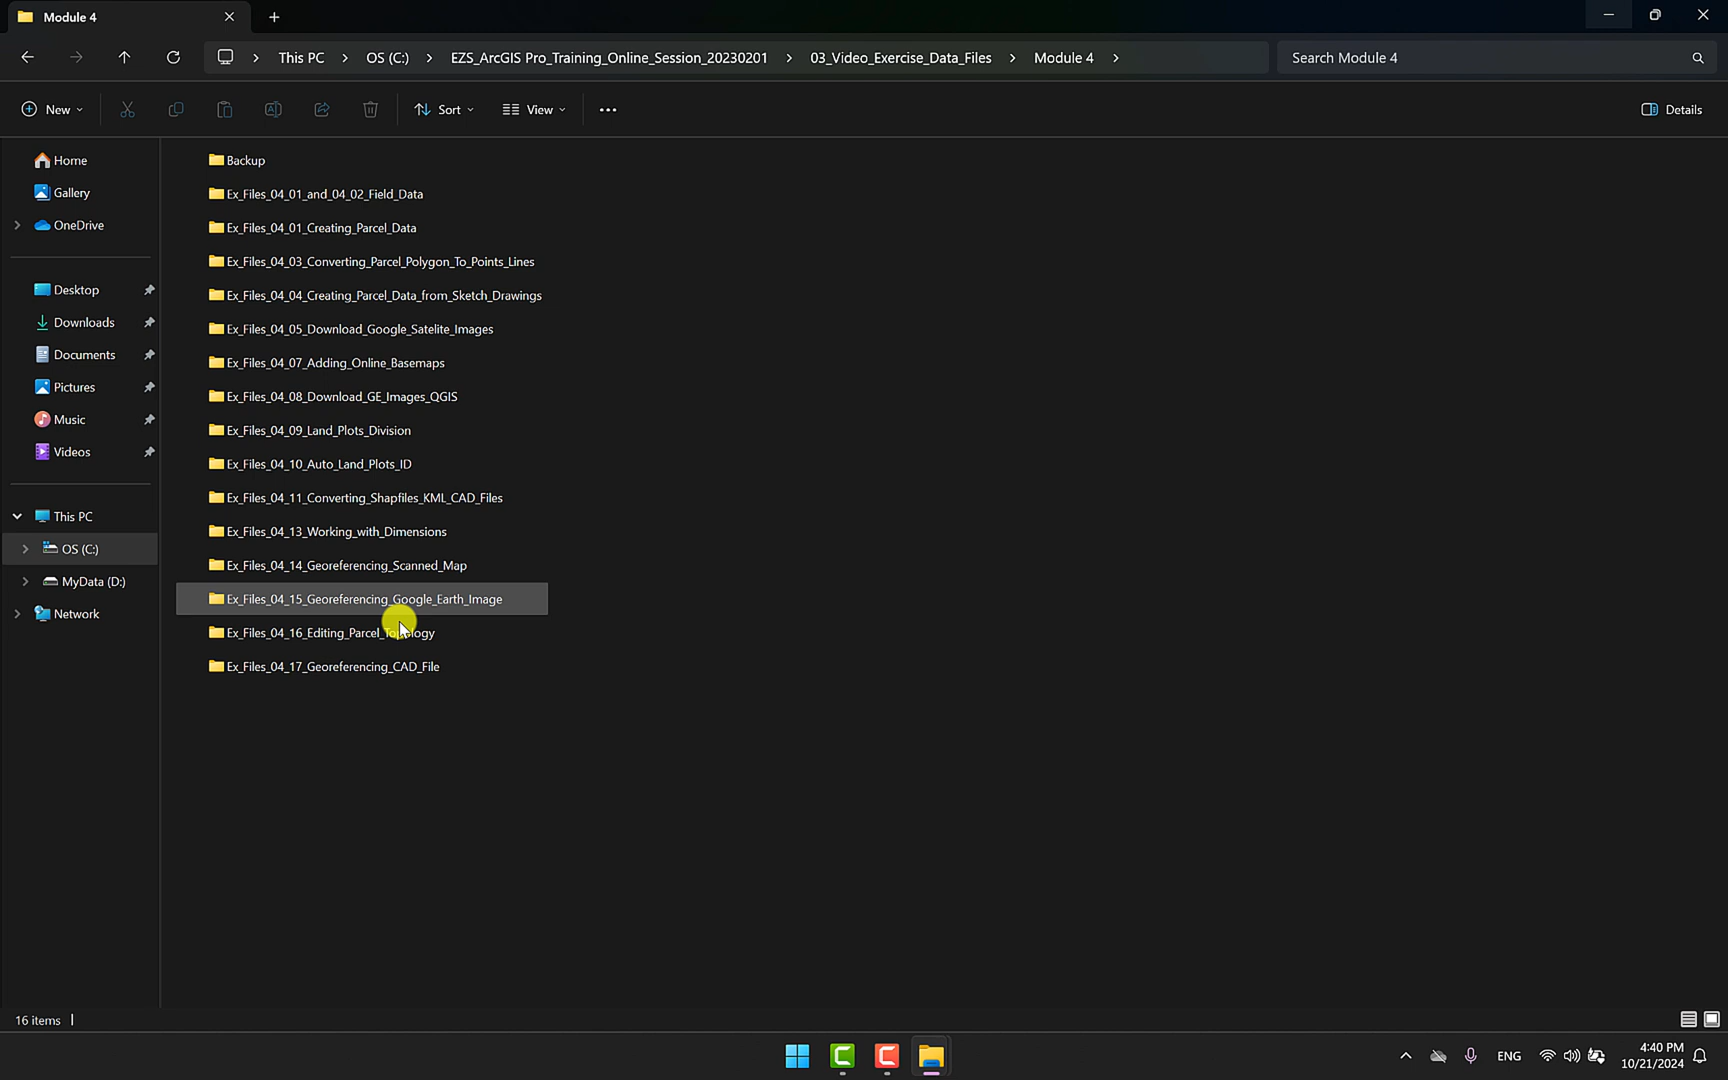 Module 4
This PC > OS (C:) > EZS_ArcGIS Pro_Training_Online_Session_20230201 > 03_Video_Exercise_Data_Files > Module 4 >
Search Module 4
New
Sort
View
Details
Home
Gallery
OneDrive
Desktop
Downloads
Documents
Pictures
Music
Videos
This PC
OS (C:)
MyData (D:)
Network
Backup
Ex_Files_04_01_and_04_02_Field_Data
Ex_Files_04_01_Creating_Parcel_Data
Ex_Files_04_03_Converting_Parcel_Polygon_To_Points_Lines
Ex_Files_04_04_Creating_Parcel_Data_from_Sketch_Drawings
Ex_Files_04_05_Download_Google_Satelite_Images
Ex_Files_04_07_Adding_Online_Basemaps
Ex_Files_04_08_Download_GE_Images_QGIS
Ex_Files_04_09_Land_Plots_Division
Ex_Files_04_10_Auto_Land_Plots_ID
Ex_Files_04_11_Converting_Shapfiles_KML_CAD_Files
Ex_Files_04_13_Working_with_Dimensions
Ex_Files_04_14_Georeferencing_Scanned_Map
Ex_Files_04_15_Georeferencing_Google_Earth_Image
Ex_Files_04_16_Editing_Parcel_Topology
Ex_Files_04_17_Georeferencing_CAD_File
16 items
ENG
4:40 PM
10/21/2024